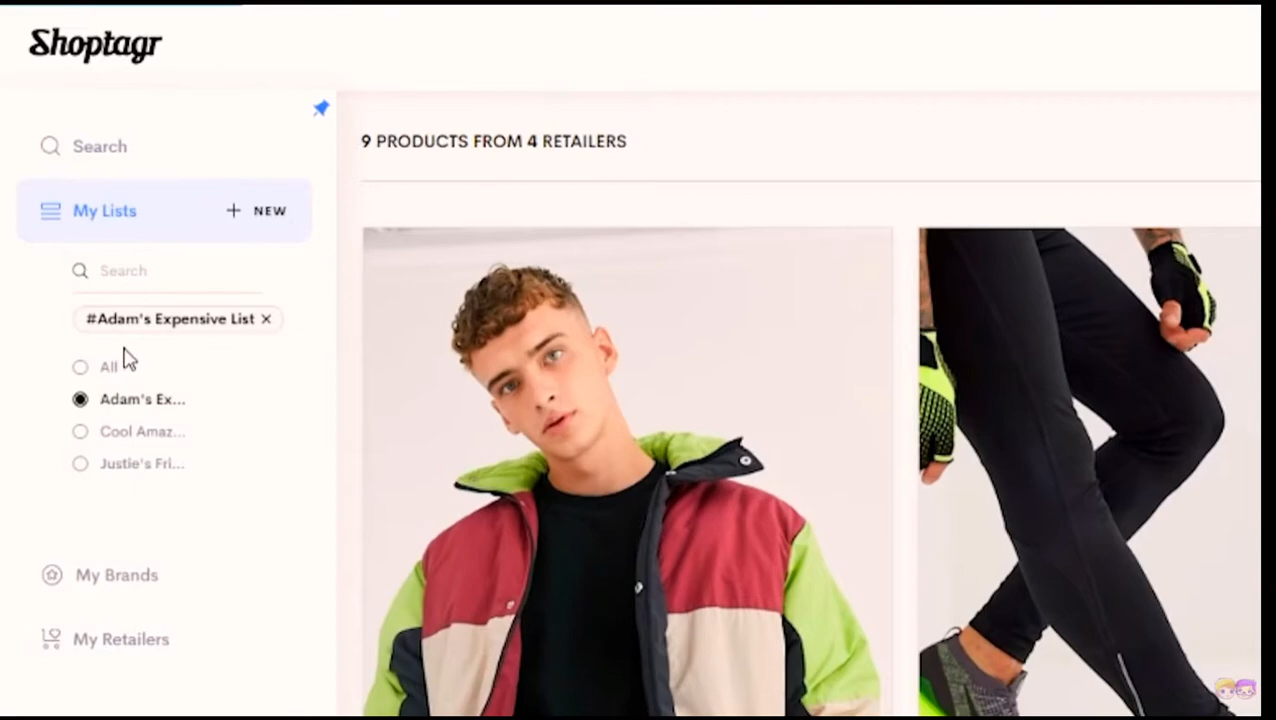 Shoptagr
Search
My Lists
+ NEW
Search
#Adam's Expensive List ×
All
Adam's Ex...
Cool Amaz...
Justie's Fri...
My Brands
My Retailers
9 PRODUCTS FROM 4 RETAILERS